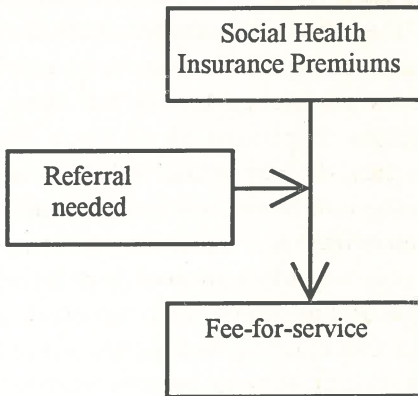 Social Health
Insurance Premiums
Referral
needed
Fee-for-service